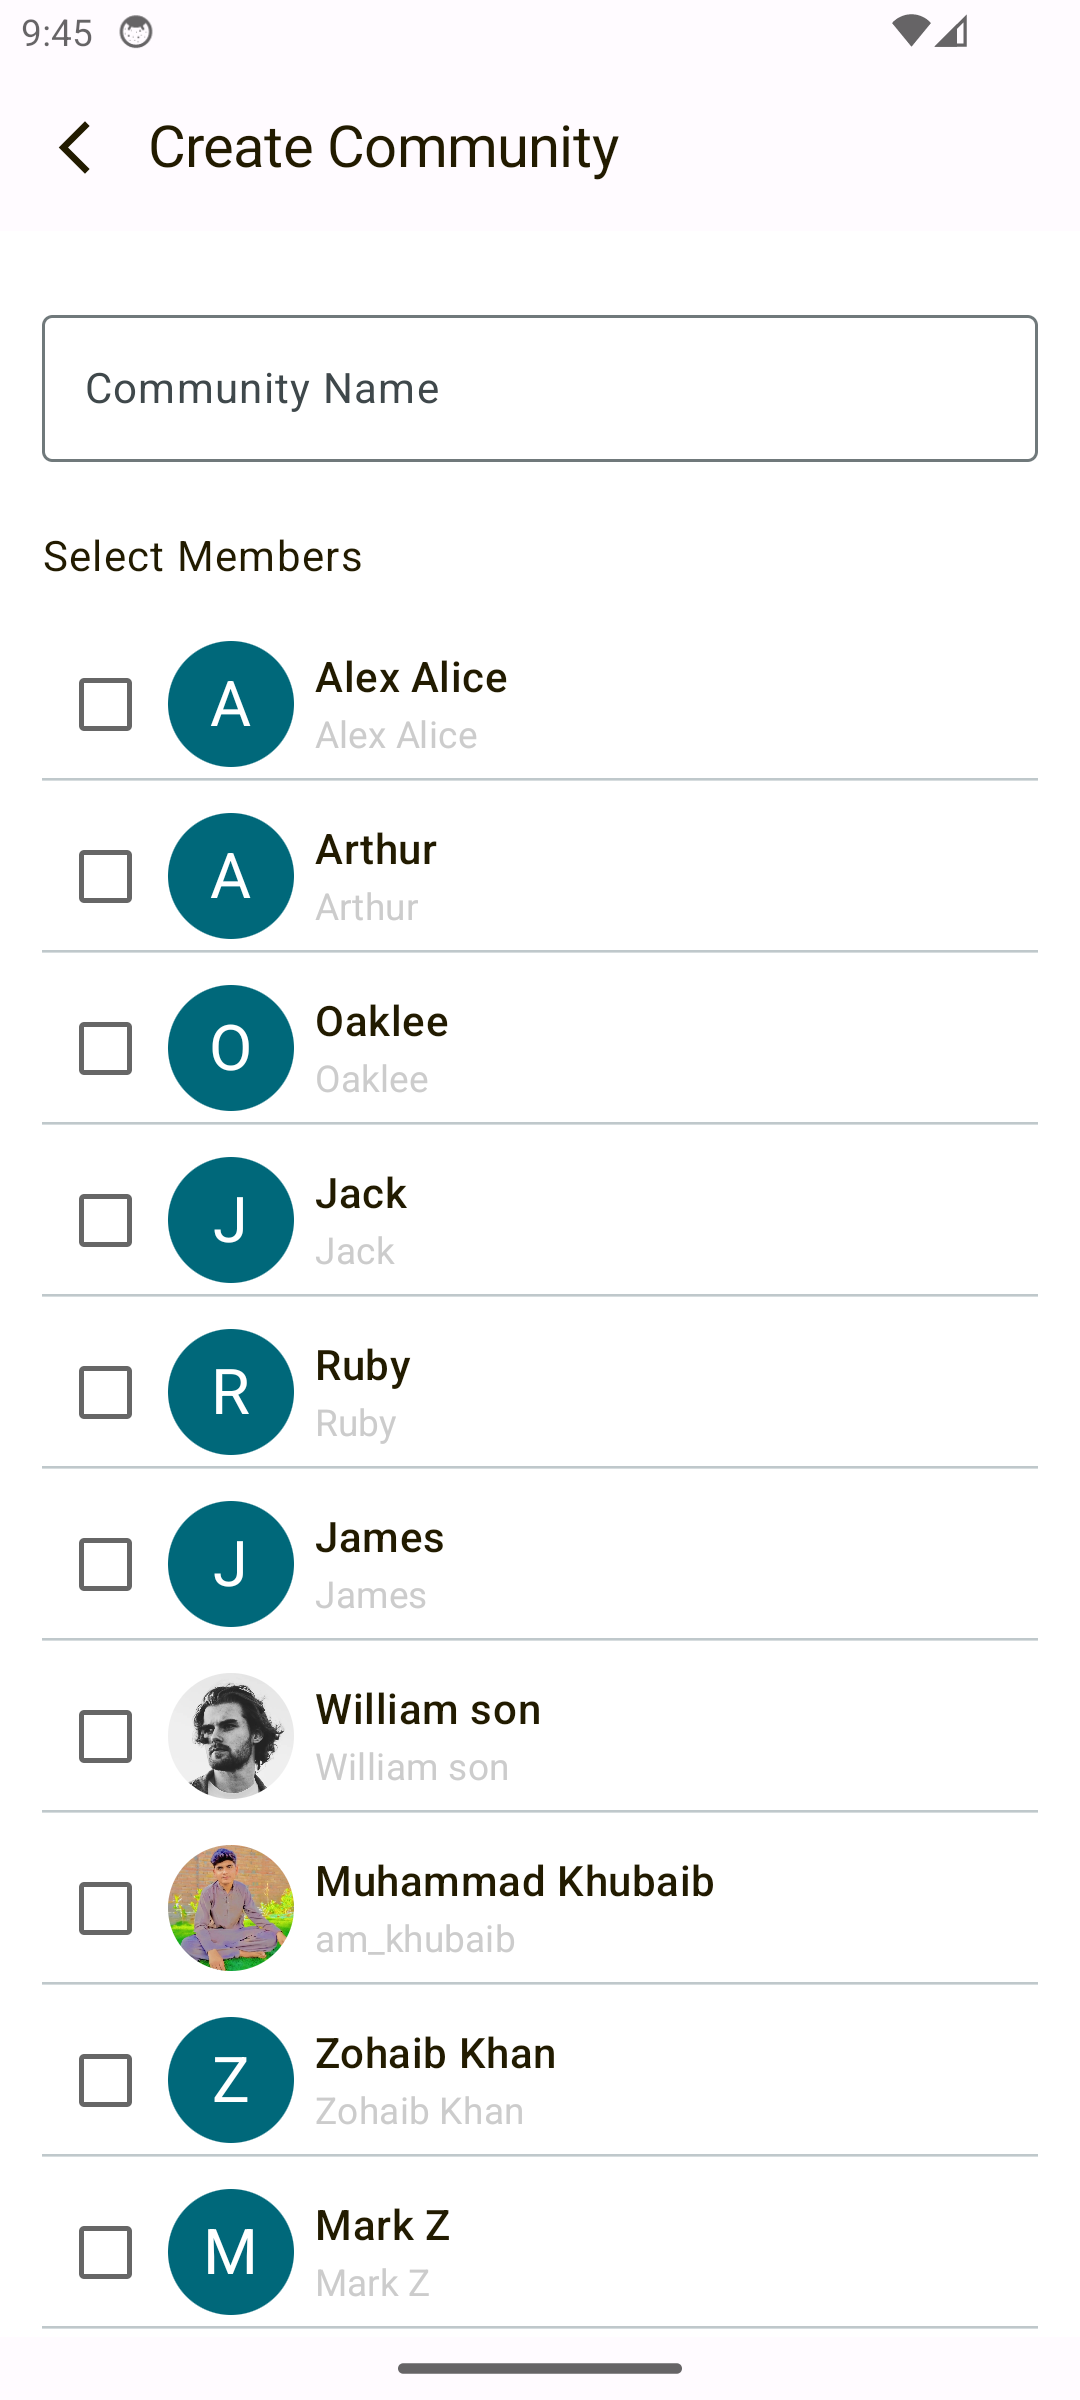 9:45
Create Community
Community Name
Select Members
A
Alex Alice
Alex Alice
A
Arthur
Arthur
O
Oaklee
Oaklee
J
Jack
Jack
R
Ruby
Ruby
J
James
James
William son
William son
Muhammad Khubaib
am_khubaib
Z
Zohaib Khan
Zohaib Khan
M
Mark Z
Mark Z